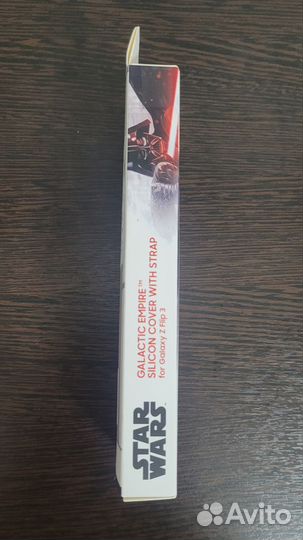 GALACTIC EMPIRE™
SILICON COVER WITH STRAP
for Galaxy Z Flip 3
STAR
WARS
Avito